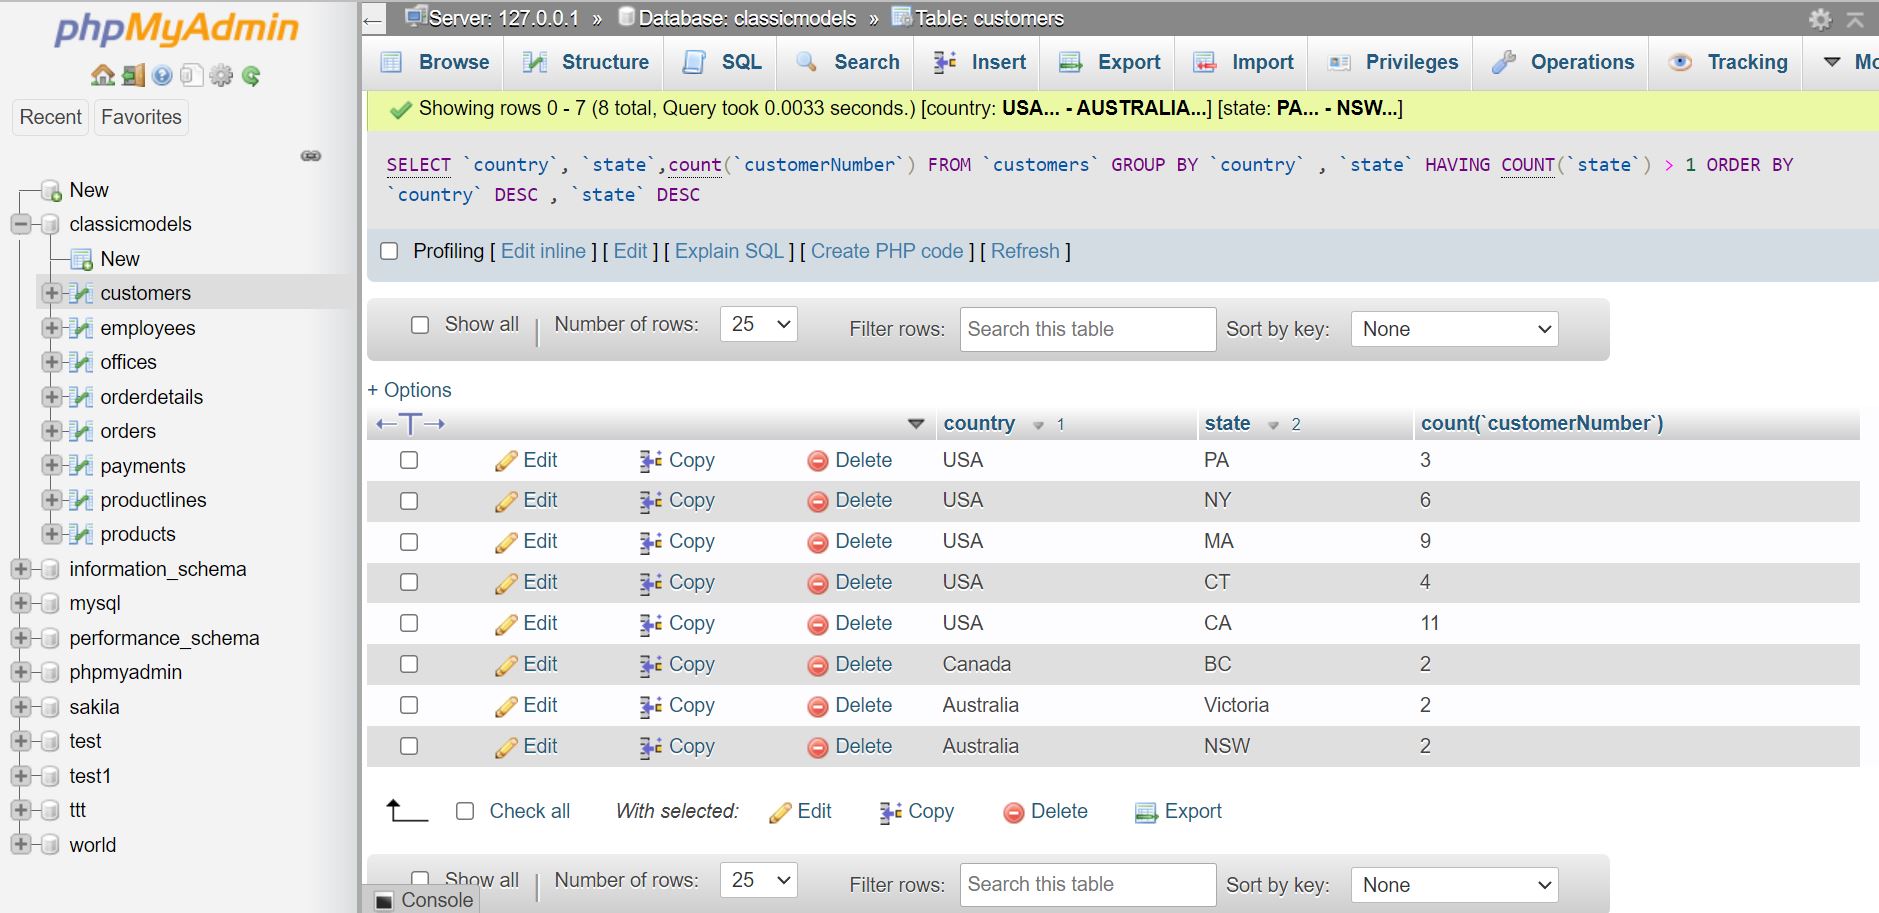 phpMyAdmin
Recent Favorites
New
classicmodels
New
customers
employees
offices
orderdetails
orders
payments
productlines
products
information_schema
mysql
performance_schema
phpmyadmin
sakila
test
test1
ttt
world
← Server: 127.0.0.1 » Database: classicmodels » Table: customers
Browse Structure SQL Search Insert Export Import Privileges Operations Tracking Mo
Showing rows 0 - 7 (8 total, Query took 0.0033 seconds.) [country: USA... - AUSTRALIA...] [state: PA... - NSW...]
SELECT `country`, `state`,count(`customerNumber`) FROM `customers` GROUP BY `country` , `state` HAVING COUNT(`state`) > 1 ORDER BY
`country` DESC , `state` DESC
Profiling [ Edit inline ] [ Edit ] [ Explain SQL ] [ Create PHP code ] [ Refresh ]
Show all | Number of rows: 25 Filter rows: Search this table Sort by key: None
+ Options
←T→ country 1 state 2 count(`customerNumber`)
Edit Copy Delete USA PA 3
Edit Copy Delete USA NY 6
Edit Copy Delete USA MA 9
Edit Copy Delete USA CT 4
Edit Copy Delete USA CA 11
Edit Copy Delete Canada BC 2
Edit Copy Delete Australia Victoria 2
Edit Copy Delete Australia NSW 2
Check all With selected: Edit Copy Delete Export
Show all | Number of rows: 25 Filter rows: Search this table Sort by key: None
Console